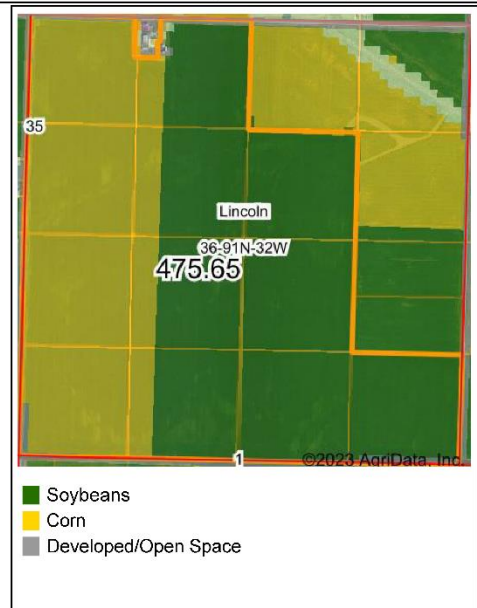 35
Lincoln
36-91N-32W
475.65
1
©2023 AgriData, Inc.
Soybeans
Corn
Developed/Open Space